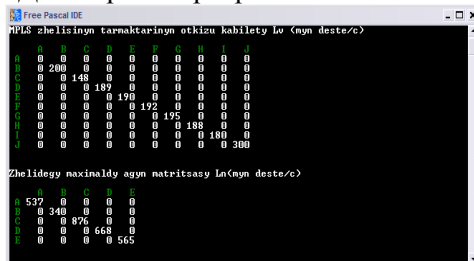 Free Pascal IDE
MPLS zhelisinyn tarmaktarinyn otkizu kabilety Lv (myn deste/c)
A B C D E F G H I J
A 0 0 0 0 0 0 0 0 0 0
B 0 200 0 0 0 0 0 0 0 0
C 0 0 148 0 0 0 0 0 0 0
D 0 0 0 189 0 0 0 0 0 0
E 0 0 0 0 190 0 0 0 0 0
F 0 0 0 0 0 192 0 0 0 0
G 0 0 0 0 0 0 195 0 0 0
H 0 0 0 0 0 0 0 188 0 0
I 0 0 0 0 0 0 0 0 180 0
J 0 0 0 0 0 0 0 0 0 300
Zhelidegy maximaldy agyn matritsasy Ln(myn deste/c)
A B C D E
A 537 0 0 0 0
B 0 340 0 0 0
C 0 0 876 0 0
D 0 0 0 668 0
E 0 0 0 0 565